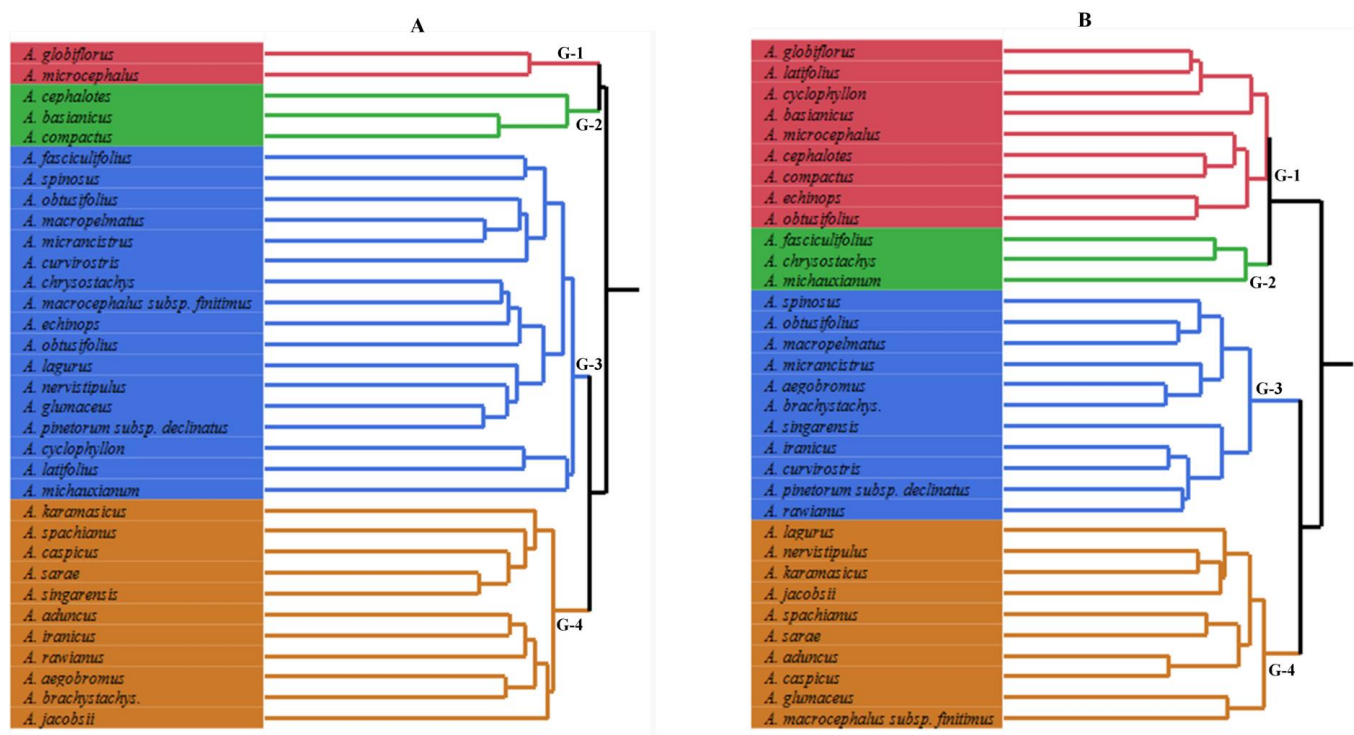 A
A. globiflorus
A. microcephalus
A. cephalotes
A. basianicus
A. compactus
A. fasciculifolius
A. spinosus
A. obtusifolius
A. macropelmatus
A. micrancistrus
A. curvirostris
A. chrysostachys
A. macrocephalus subsp. finitimus
A. echinops
A. obtusifolius
A. lagurus
A. nervistipulus
A. glumaceus
A. pinetorum subsp. declinatus
A. cyclophyllon
A. latifolius
A. michauxianum
A. karamasicus
A. spachianus
A. caspicus
A. sarae
A. singarensis
A. aduncus
A. iranicus
A. rawianus
A. aegobromus
A. brachystachys.
A. jacobsii
G-1
G-2
G-3
G-4
B
A. globiflorus
A. latifolius
A. cyclophyllon
A. basianicus
A. microcephalus
A. cephalotes
A. compactus
A. echinops
A. obtusifolius
A. fasciculifolius
A. chrysostachys
A. michauxianum
A. spinosus
A. obtusifolius
A. macropelmatus
A. micrancistrus
A. aegobromus
A. brachystachys.
A. singarensis
A. iranicus
A. curvirostris
A. pinetorum subsp. declinatus
A. rawianus
A. lagurus
A. nervistipulus
A. karamasicus
A. jacobsii
A. spachianus
A. sarae
A. aduncus
A. caspicus
A. glumaceus
A. macrocephalus subsp. finitimus
G-1
G-2
G-3
G-4